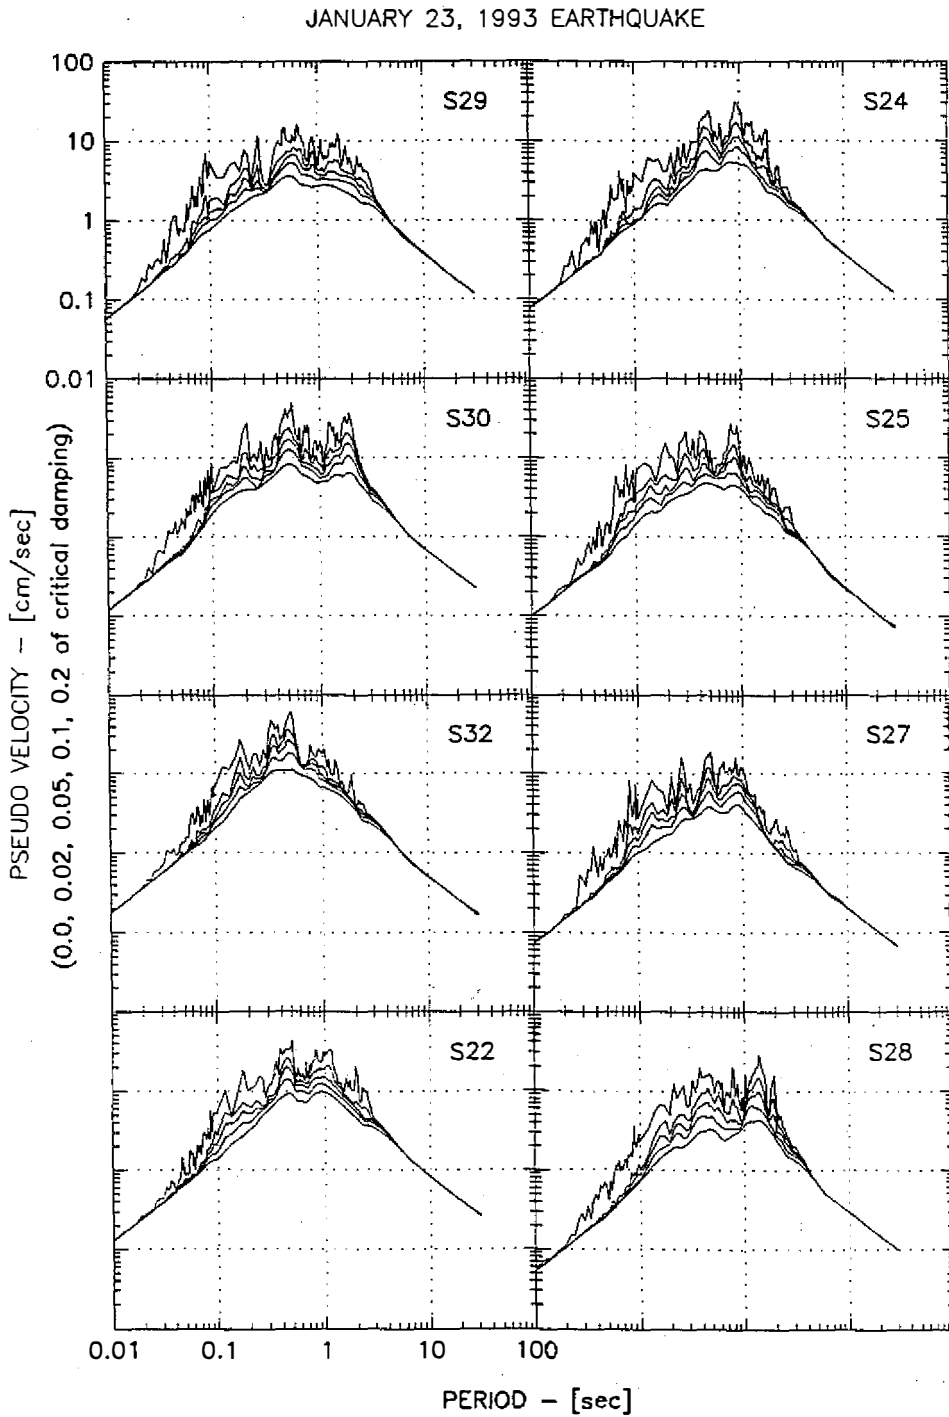 JANUARY 23, 1993 EARTHQUAKE
100
10
1
0.1
0.01
S29
S24
S30
S25
S32
S27
S22
S28
PSEUDO VELOCITY - [cm/sec]
(0.0, 0.02, 0.05, 0.1, 0.2 of critical damping)
0.01
0.1
1
10
100
PERIOD - [sec]